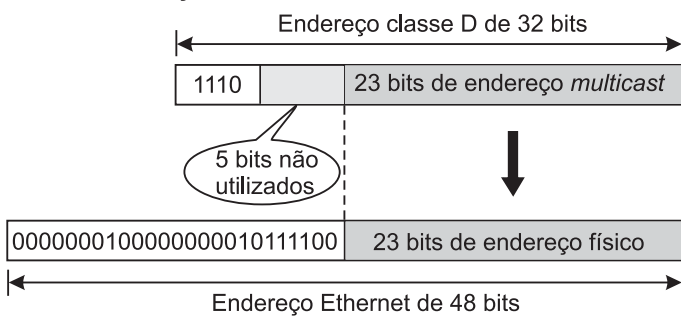 Endereço classe D de 32 bits
1110 23 bits de endereço multicast
5 bits não
utilizados
0000000100000000010111100 23 bits de endereço físico
Endereço Ethernet de 48 bits